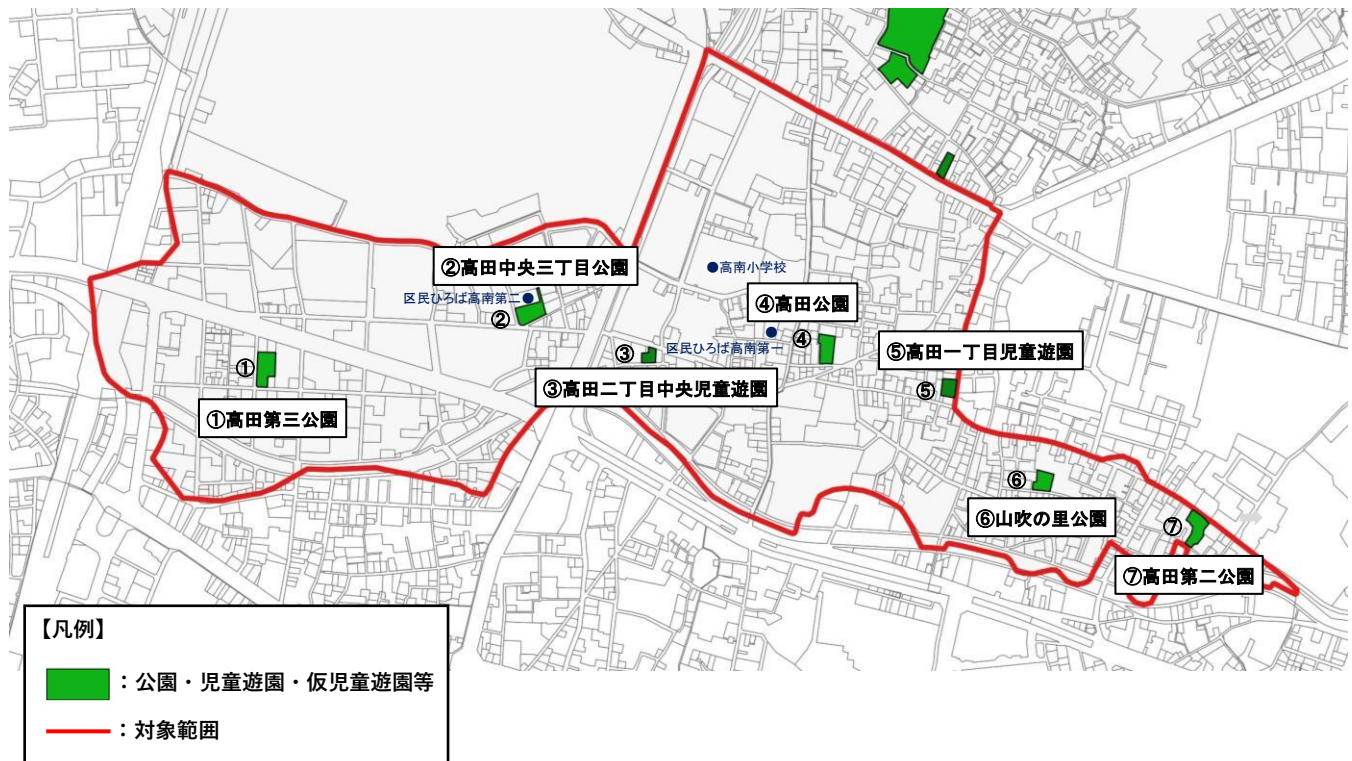 ②高田中央三丁目公園
●高南小学校
区民ひろば高南第二●
②
④高田公園
区民ひろば高南第一
④
③
⑤高田一丁目児童遊園
①
③高田二丁目中央児童遊園
⑤
①高田第三公園
⑥
⑥山吹の里公園
⑦
⑦高田第二公園
【凡例】
：公園・児童遊園・仮児童遊園等
：対象範囲